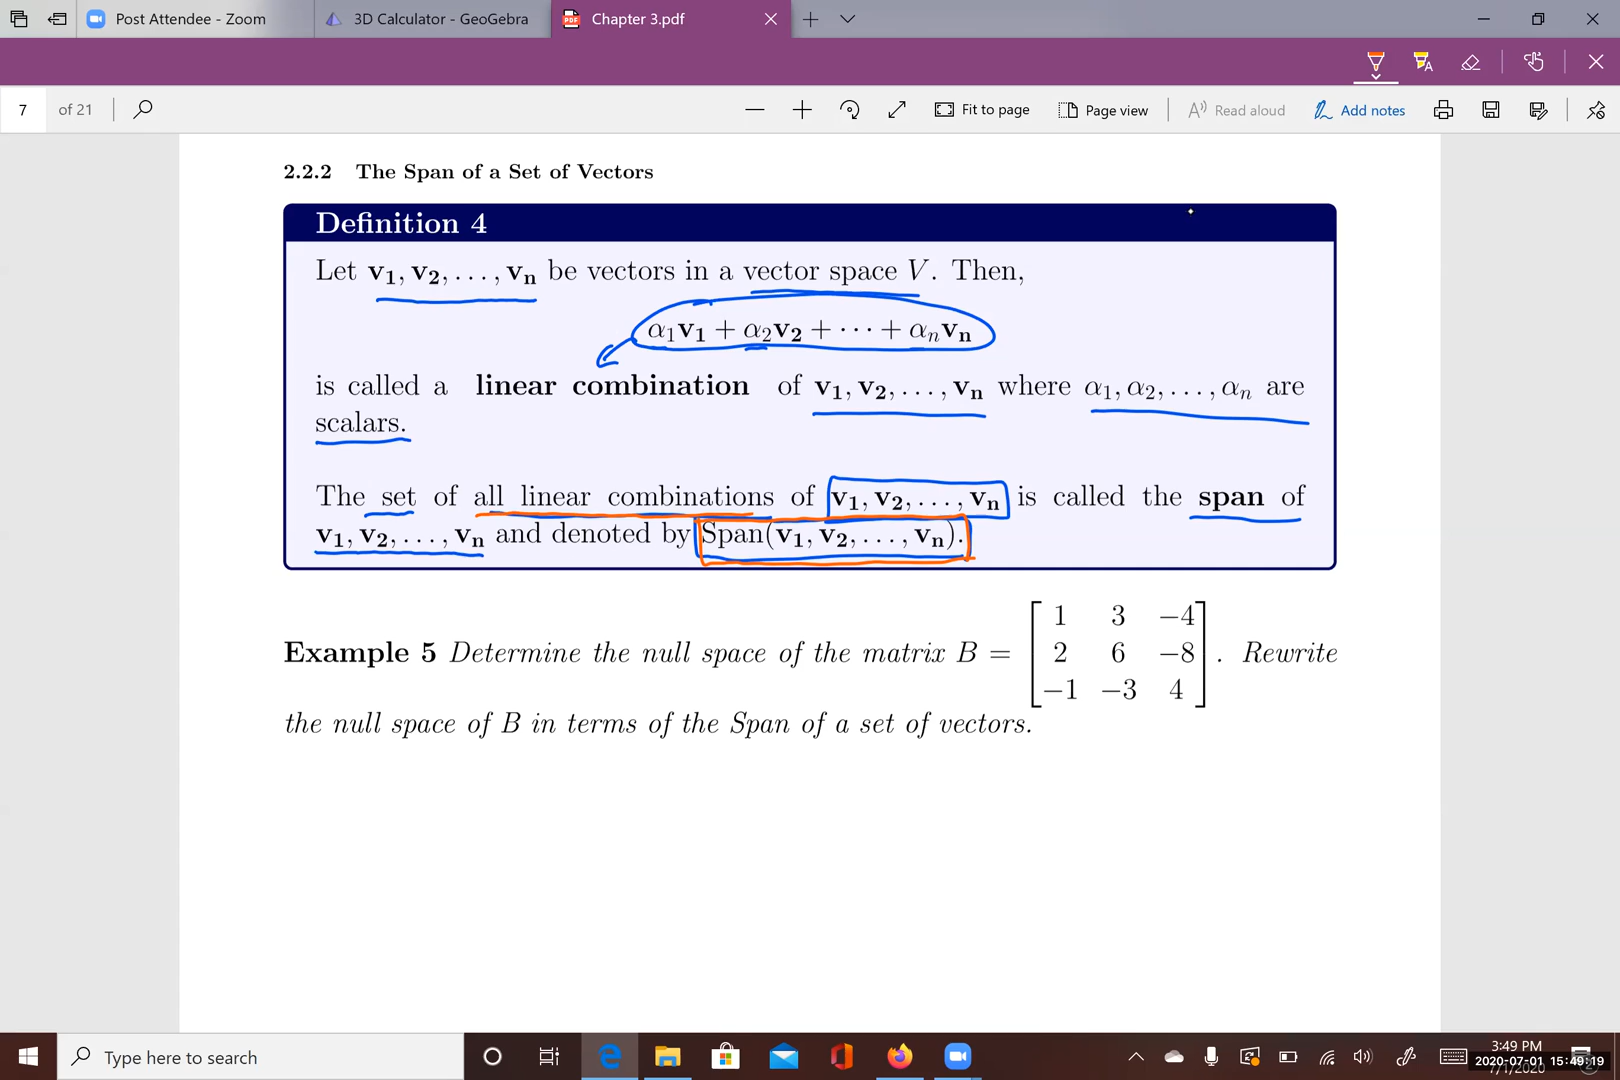 Post Attendee - Zoom
3D Calculator - GeoGebra
Chapter 3.pdf
7 of 21
Fit to page
Page view
Read aloud
Add notes
2.2.2 The Span of a Set of Vectors
Definition 4
Let v₁, v₂, . . . , vₙ be vectors in a vector space V. Then,
α₁v₁ + α₂v₂ + · · · + αₙvₙ
is called a linear combination of v₁, v₂, . . . , vₙ where α₁, α₂, . . . , αₙ are
scalars.
The set of all linear combinations of v₁, v₂, . . . , vₙ is called the span of
v₁, v₂, . . . , vₙ and denoted by Span(v₁, v₂, . . . , vₙ).
1 3 −4
Example 5 Determine the null space of the matrix B = 2 6 −8 . Rewrite
−1 −3 4
the null space of B in terms of the Span of a set of vectors.
Type here to search
3:49 PM
2020-07-01 15:49:19
7/1/2020